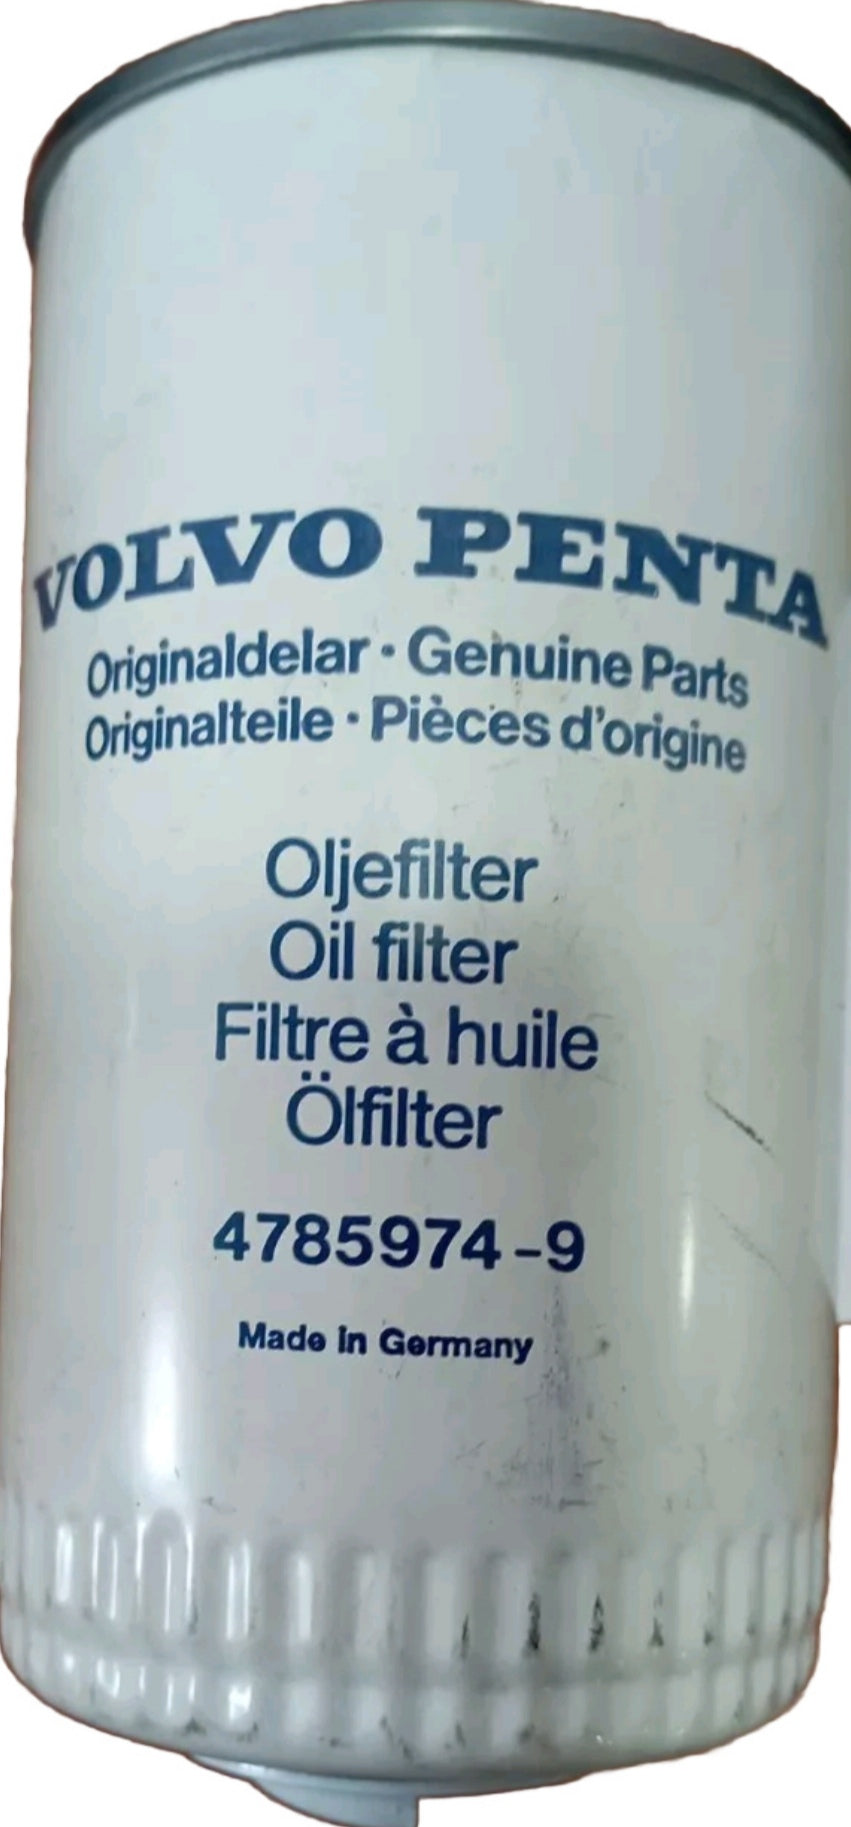 VOLVO PENTA
Originaldelar · Genuine Parts
Originalteile · Pièces d'origine
Oljefilter
Oil filter
Filtre à huile
Ölfilter
4785974-9
Made in Germany